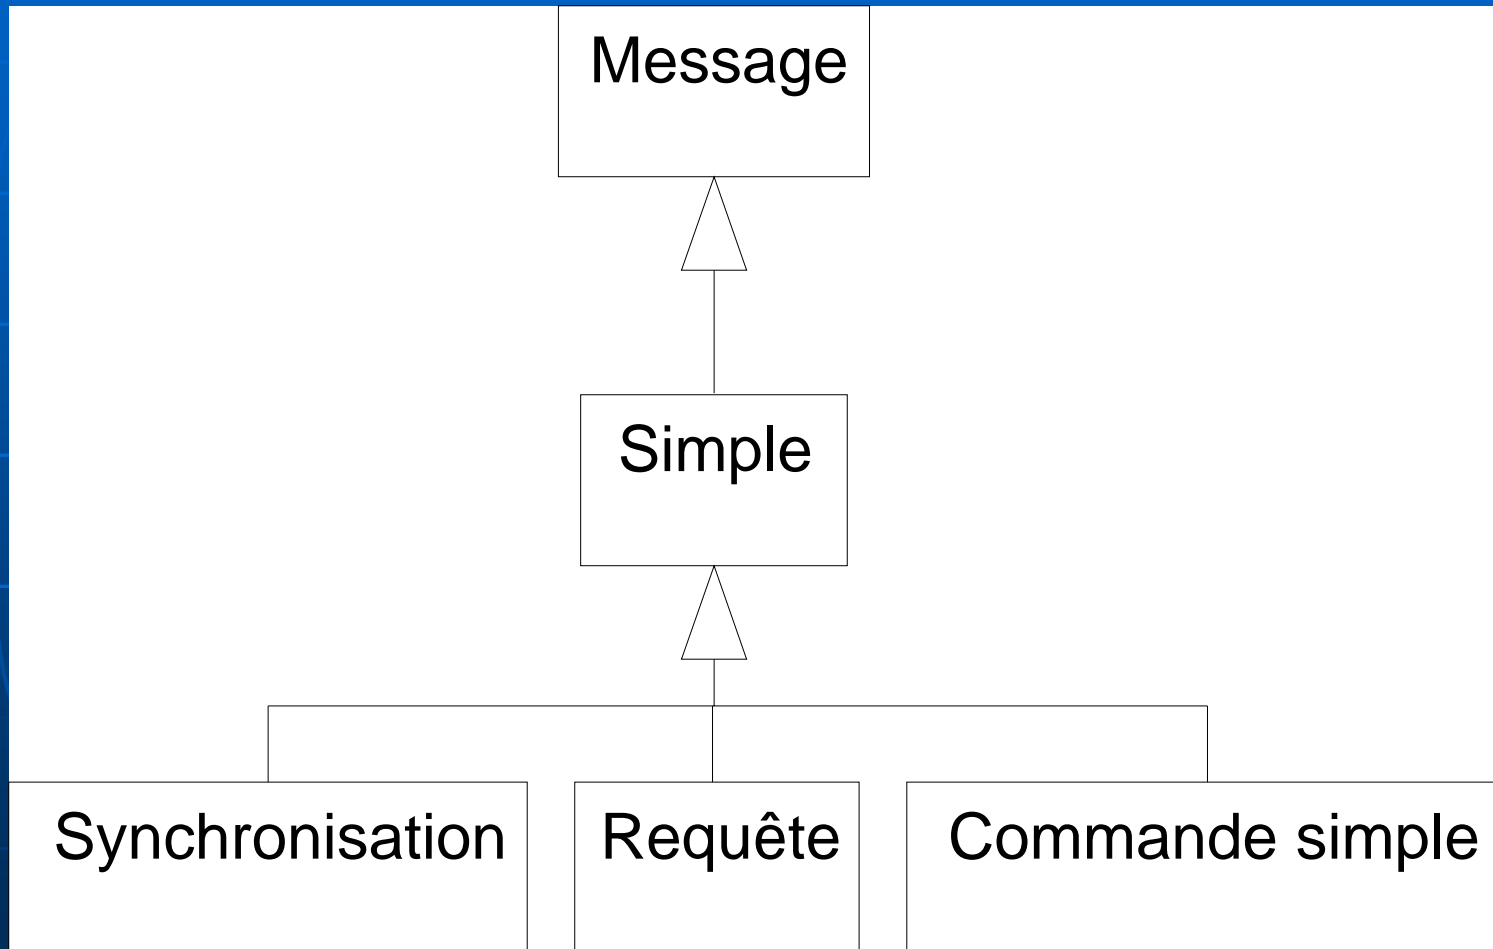 Message
Simple
Synchronisation
Requête
Commande simple